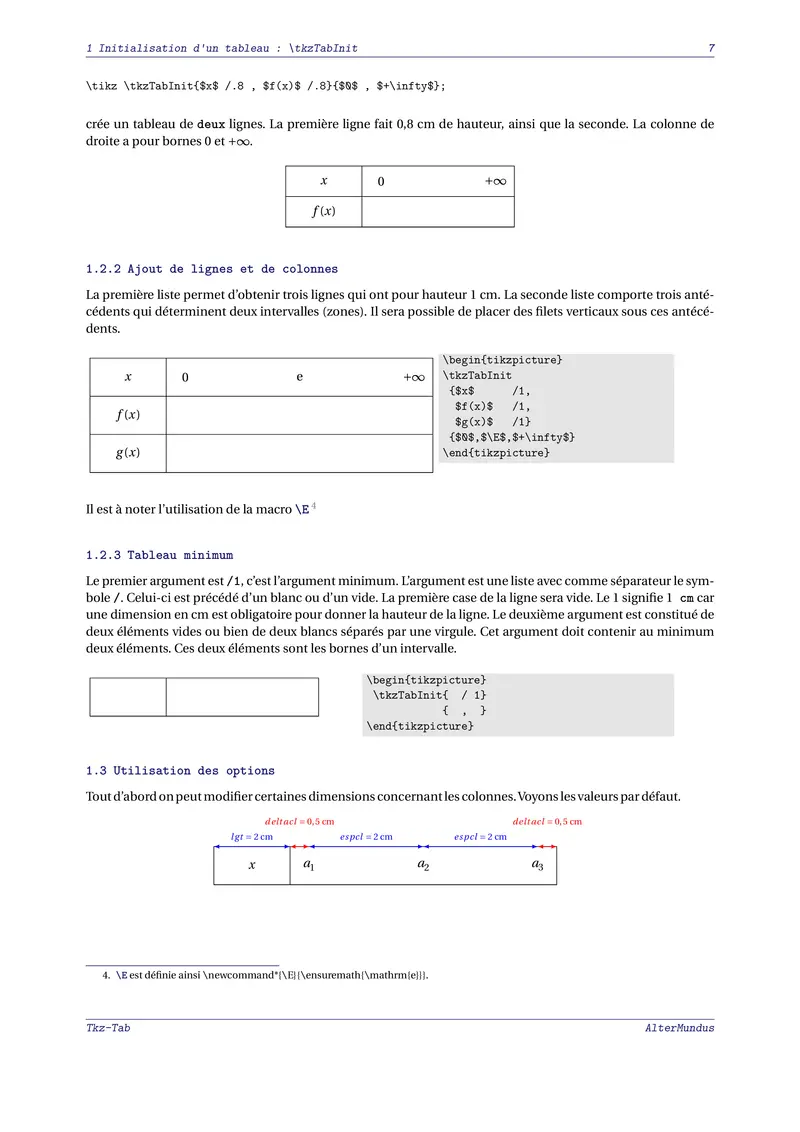 1 Initialisation d'un tableau : \tkzTabInit 7
\tikz \tkzTabInit{$x$ /.8 , $f(x)$ /.8}{$0$ , $+\infty$};
crée un tableau de deux lignes. La première ligne fait 0,8 cm de hauteur, ainsi que la seconde. La colonne de
droite a pour bornes 0 et +∞.
x 0 +∞
f(x)
1.2.2 Ajout de lignes et de colonnes
La première liste permet d'obtenir trois lignes qui ont pour hauteur 1 cm. La seconde liste comporte trois anté-
cédents qui déterminent deux intervalles (zones). Il sera possible de placer des filets verticaux sous ces antécé-
dents.
x 0 e +∞
f(x)
g(x)
\begin{tikzpicture}
\tkzTabInit
{$x$ /1,
$f(x)$ /1,
$g(x)$ /1}
{$0$,$\E$,$+\infty$}
\end{tikzpicture}
Il est à noter l'utilisation de la macro \E 4
1.2.3 Tableau minimum
Le premier argument est /1, c'est l'argument minimum. L'argument est une liste avec comme séparateur le sym-
bole /. Celui-ci est précédé d'un blanc ou d'un vide. La première case de la ligne sera vide. Le 1 signifie 1 cm car
une dimension en cm est obligatoire pour donner la hauteur de la ligne. Le deuxième argument est constitué de
deux éléments vides ou bien de deux blancs séparés par une virgule. Cet argument doit contenir au minimum
deux éléments. Ces deux éléments sont les bornes d'un intervalle.
\begin{tikzpicture}
\tkzTabInit{ / 1}
{ , }
\end{tikzpicture}
1.3 Utilisation des options
Tout d'abord on peut modifier certaines dimensions concernant les colonnes. Voyons les valeurs par défaut.
deltacl = 0,5 cm deltacl = 0,5 cm
lgt = 2 cm espcl = 2 cm espcl = 2 cm
x a1 a2 a3
4. \E est définie ainsi \newcommand*{\E}{\ensuremath{\mathrm{e}}}.
Tkz-Tab AlterMundus